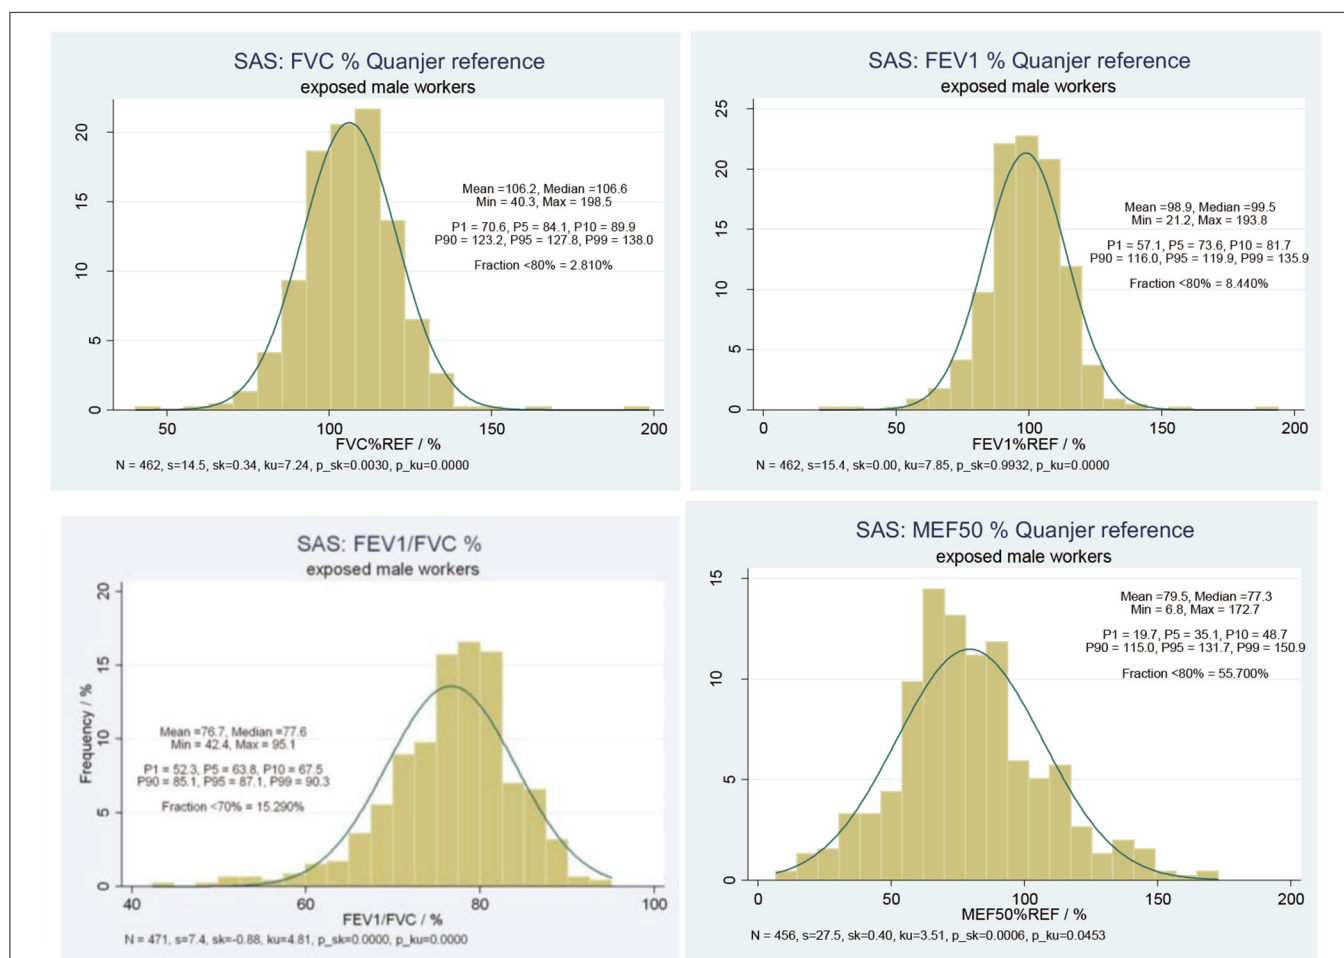 SAS: FVC % Quanjer reference
exposed male workers
20
15
10
5
0
Mean =106.2, Median =106.6
Min = 40.3, Max = 198.5
P1 = 70.6, P5 = 84.1, P10 = 89.9
P90 = 123.2, P95 = 127.8, P99 = 138.0
Fraction <80% = 2.810%
50 100 150 200
FVC%REF / %
N = 462, s=14.5, sk=0.34, ku=7.24, p_sk=0.0030, p_ku=0.0000
SAS: FEV1 % Quanjer reference
exposed male workers
25
20
15
10
5
0
Mean =98.9, Median =99.5
Min = 21.2, Max = 193.8
P1 = 57.1, P5 = 73.6, P10 = 81.7
P90 = 116.0, P95 = 119.9, P99 = 135.9
Fraction <80% = 8.440%
0 50 100 150 200
FEV1%REF / %
N = 462, s=15.4, sk=0.00, ku=7.85, p_sk=0.9932, p_ku=0.0000
SAS: FEV1/FVC %
exposed male workers
Frequency / %
20
15
10
5
0
Mean =76.7, Median =77.6
Min = 42.4, Max = 95.1
P1 = 52.3, P5 = 63.8, P10 = 67.5
P90 = 85.1, P95 = 87.1, P99 = 90.3
Fraction <70% = 15.290%
40 60 80 100
FEV1/FVC / %
N = 471, s=7.4, sk=-0.88, ku=4.81, p_sk=0.0000, p_ku=0.0000
SAS: MEF50 % Quanjer reference
exposed male workers
15
10
5
0
Mean =79.5, Median =77.3
Min = 6.8, Max = 172.7
P1 = 19.7, P5 = 35.1, P10 = 48.7
P90 = 115.0, P95 = 131.7, P99 = 150.9
Fraction <80% = 55.700%
0 50 100 150 200
MEF50%REF / %
N = 456, s=27.5, sk=0.40, ku=3.51, p_sk=0.0006, p_ku=0.0453